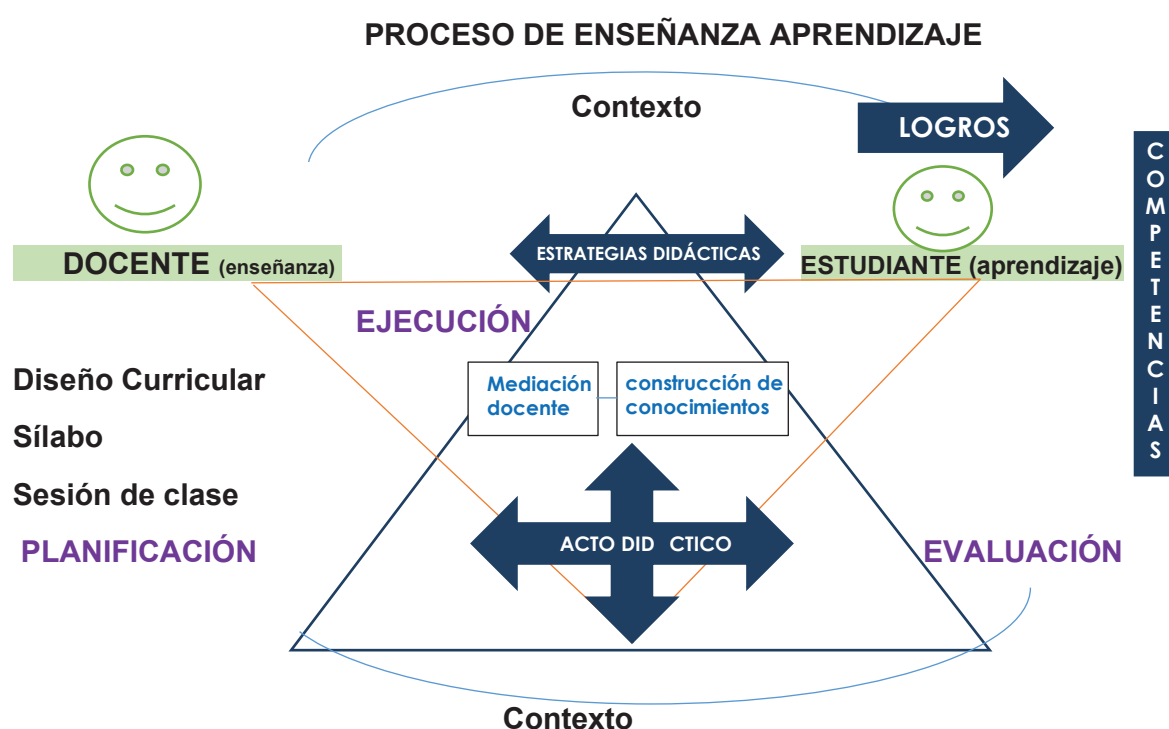 PROCESO DE ENSEÑANZA APRENDIZAJE
Contexto
LOGROS
COMPETENCIAS
DOCENTE (enseñanza)
ESTRATEGIAS DIDÁCTICAS
ESTUDIANTE (aprendizaje)
EJECUCIÓN
Diseño Curricular
Mediación
docente
construcción de
conocimientos
Sílabo
Sesión de clase
PLANIFICACIÓN
ACTO DID CTICO
EVALUACIÓN
Contexto